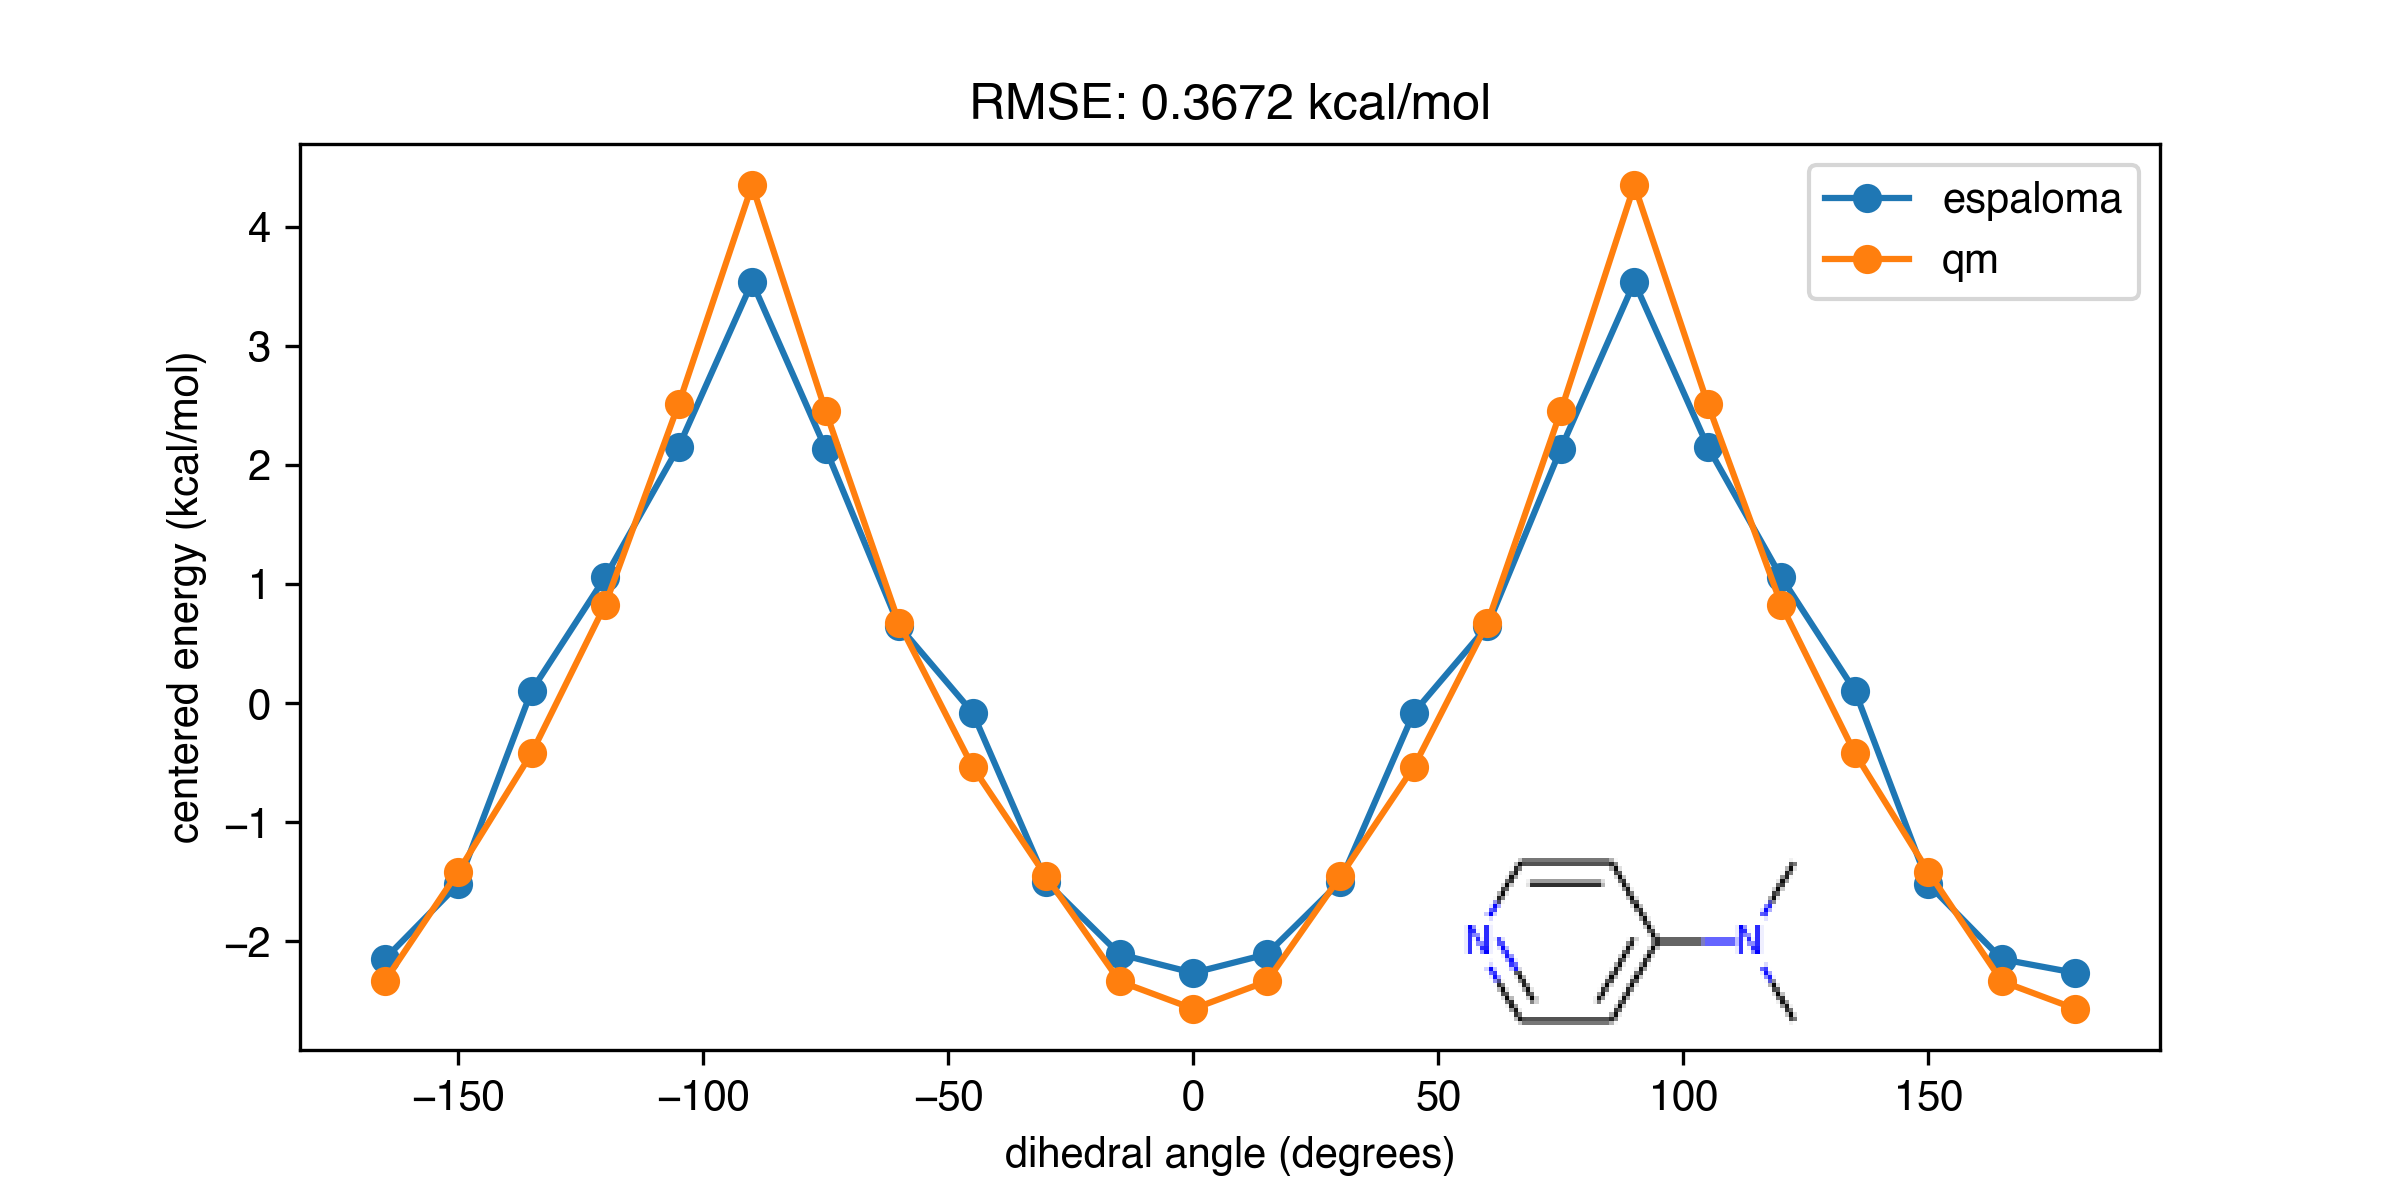 RMSE: 0.3672 kcal/mol
espaloma
qm
centered energy (kcal/mol)
4
3
2
1
0
−1
−2
N
N
−150
−100
−50
0
50
100
150
dihedral angle (degrees)